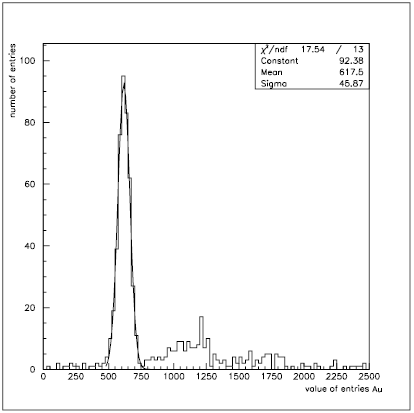 χ²/ndf 17.54 / 13
Constant 92.38
Mean 617.5
Sigma 45.87
number of entries
100
80
60
40
20
0
0 250 500 750 1000 1250 1500 1750 2000 2250 2500
value of entries Au